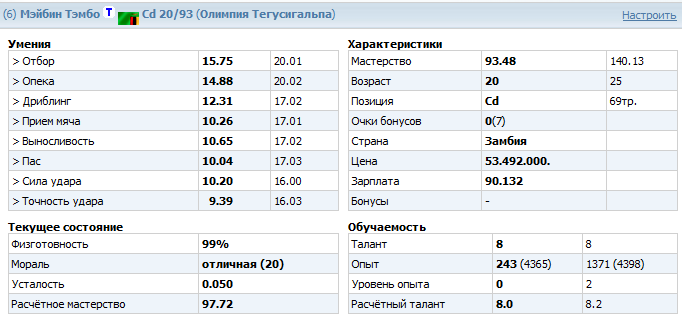 (6) Мэйбин Тэмбо T Cd 20/93 (Олимпия Тегусигальпа) Настроить
Умения Характеристики
> Отбор 15.75 20.01 Мастерство 93.48 140.13
> Опека 14.88 20.02 Возраст 20 25
> Дриблинг 12.31 17.02 Позиция Cd 69тр.
> Прием мяча 10.26 17.01 Очки бонусов 0(7)
> Выносливость 10.65 17.02 Страна Замбия
> Пас 10.04 17.03 Цена 53.492.000.
> Сила удара 10.20 16.00 Зарплата 90.132
> Точность удара 9.39 16.03 Бонусы -
Текущее состояние Обучаемость
Физготовность 99% Талант 8 8
Мораль отличная (20) Опыт 243 (4365) 1371 (4398)
Усталость 0.050 Уровень опыта 0 2
Расчётное мастерство 97.72 Расчётный талант 8.0 8.2